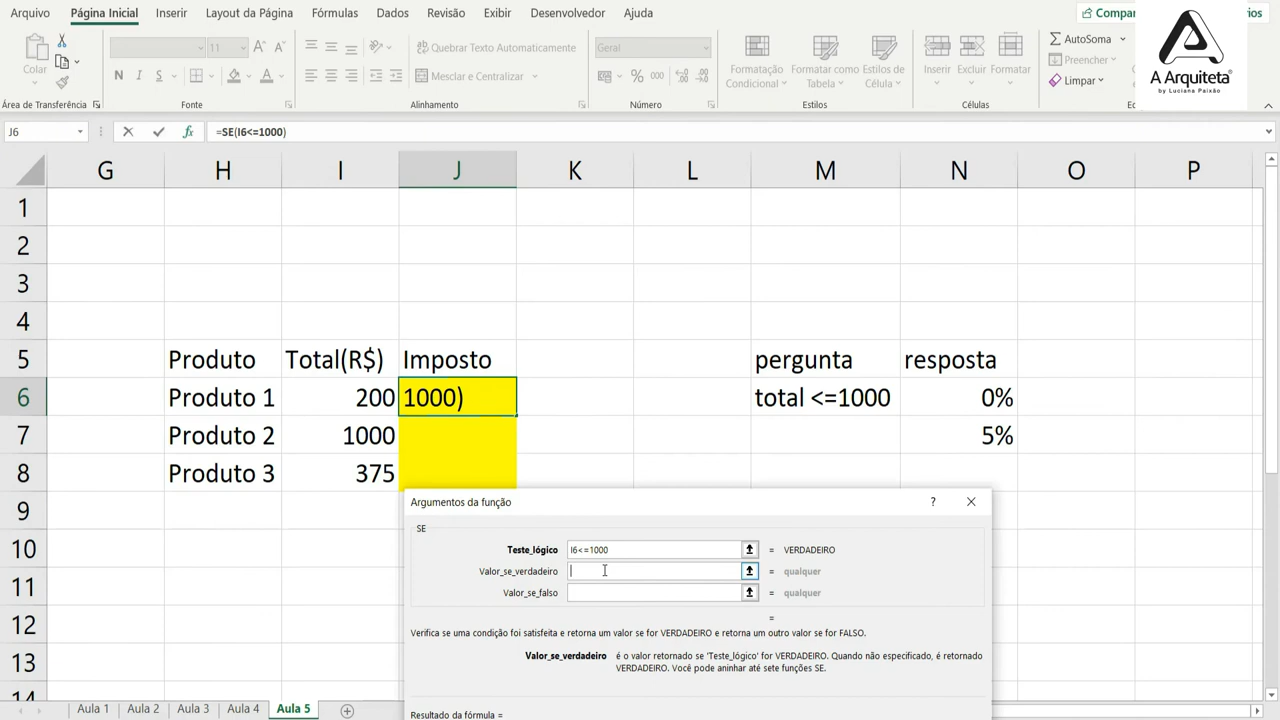 Arquivo Página Inicial Inserir Layout da Página Fórmulas Dados Revisão Exibir Desenvolvedor Ajuda Compar
Colar
11
Quebrar Texto Automaticamente
Mesclar e Centralizar
Geral
% 000
Formatação Condicional
Formatar como Tabela
Estilos de Célula
Inserir Excluir Formatar
AutoSoma
Preencher
Limpar
A Arquiteta
by Luciana Paixão
Área de Transferência Fonte Alinhamento Número Estilos Células
J6 fx =SE(I6<=1000)
G H I J K L M N O P
1
2
3
4
5 Produto Total(R$) Imposto pergunta resposta
6 Produto 1 200 1000) total <=1000 0%
7 Produto 2 1000 5%
8 Produto 3 375
9
10
11
12
13
14
Argumentos da função ?
SE
Teste_lógico I6<=1000 = VERDADEIRO
Valor_se_verdadeiro = qualquer
Valor_se_falso = qualquer
=
Verifica se uma condição foi satisfeita e retorna um valor se for VERDADEIRO e retorna um outro valor se for FALSO.
Valor_se_verdadeiro é o valor retornado se 'Teste_lógico' for VERDADEIRO. Quando não especificado, é retornado
VERDADEIRO. Você pode aninhar até sete funções SE.
Resultado da fórmula =
Aula 1 Aula 2 Aula 3 Aula 4 Aula 5